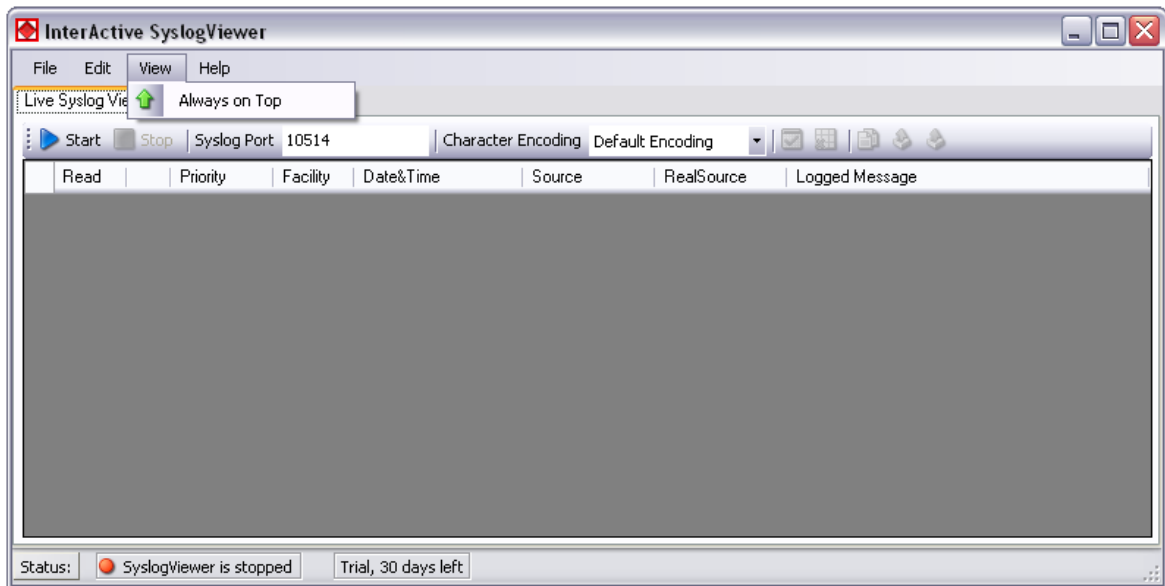 InterActive SyslogViewer
File Edit View Help
Live Syslog Vie
Always on Top
Start Stop Syslog Port 10514 Character Encoding Default Encoding
Read Priority Facility Date&Time Source RealSource Logged Message
Status: SyslogViewer is stopped Trial, 30 days left